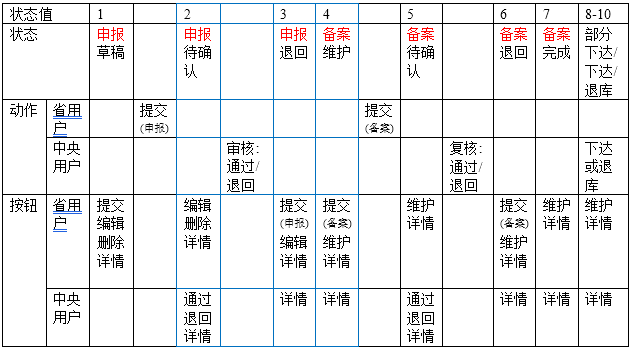 状态值 1 2 3 4 5 6 7 8-10
状态 申报 申报 申报 备案 备案 备案 备案 部分
草稿 待确 退回 维护 待确 退回 完成 下达/
认 认 下达/
退库
动作 省用 提交 提交
户 (申报) (备案)
中央 审核: 复核: 下达
用户 通过/ 通过/ 或退
退回 退回 库
按钮 省用 提交 编辑 提交 提交 维护 提交 维护 维护
户 编辑 删除 (申报) (备案) 详情 (备案) 详情 详情
删除 详情 编辑 维护 维护
详情 详情 详情 详情
中央 通过 详情 详情 通过 详情 详情 详情
用户 退回 退回
详情 详情